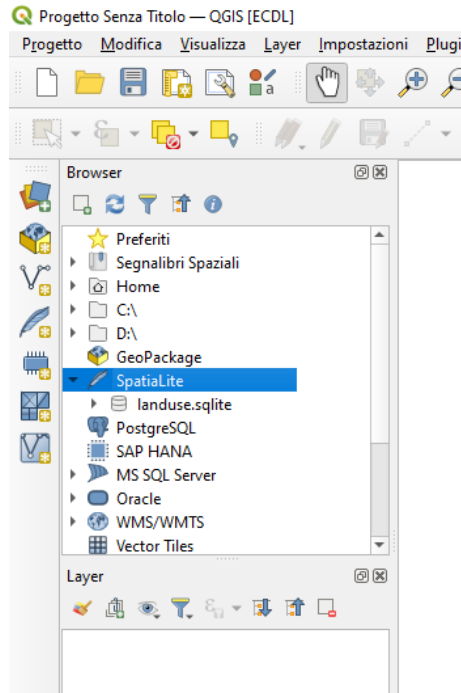 Progetto Senza Titolo — QGIS [ECDL]
Progetto Modifica Visualizza Layer Impostazioni Plugi
a
Browser
Preferiti
Segnalibri Spaziali
Home
C:\
D:\
GeoPackage
SpatiaLite
landuse.sqlite
PostgreSQL
SAP HANA
MS SQL Server
Oracle
WMS/WMTS
Vector Tiles
Layer